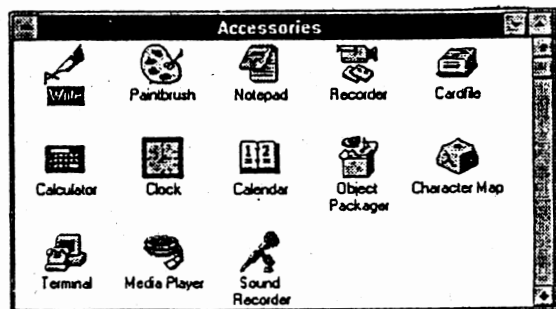 Accessories
Write Paintbrush Notepad Recorder Cardfile
Calculator Clock Calendar Object Packager Character Map
Terminal Media Player Sound Recorder